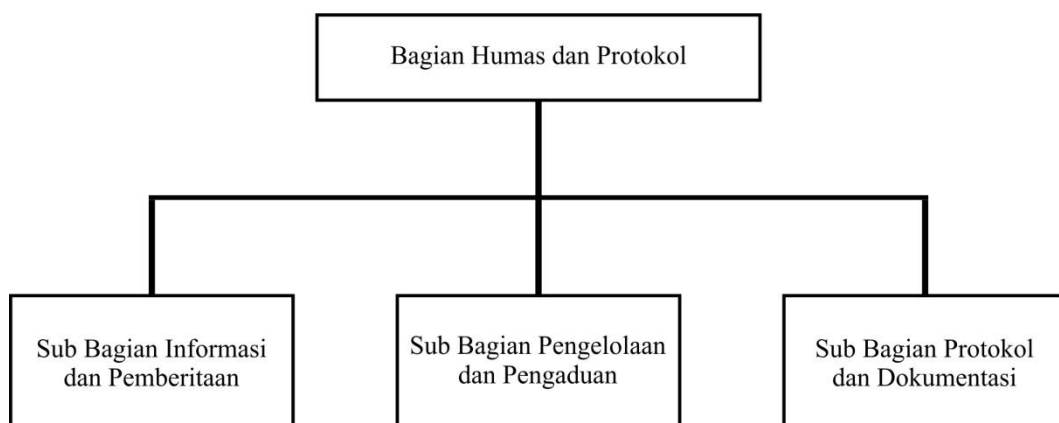 Bagian Humas dan Protokol
Sub Bagian Informasi
dan Pemberitaan
Sub Bagian Pengelolaan
dan Pengaduan
Sub Bagian Protokol
dan Dokumentasi